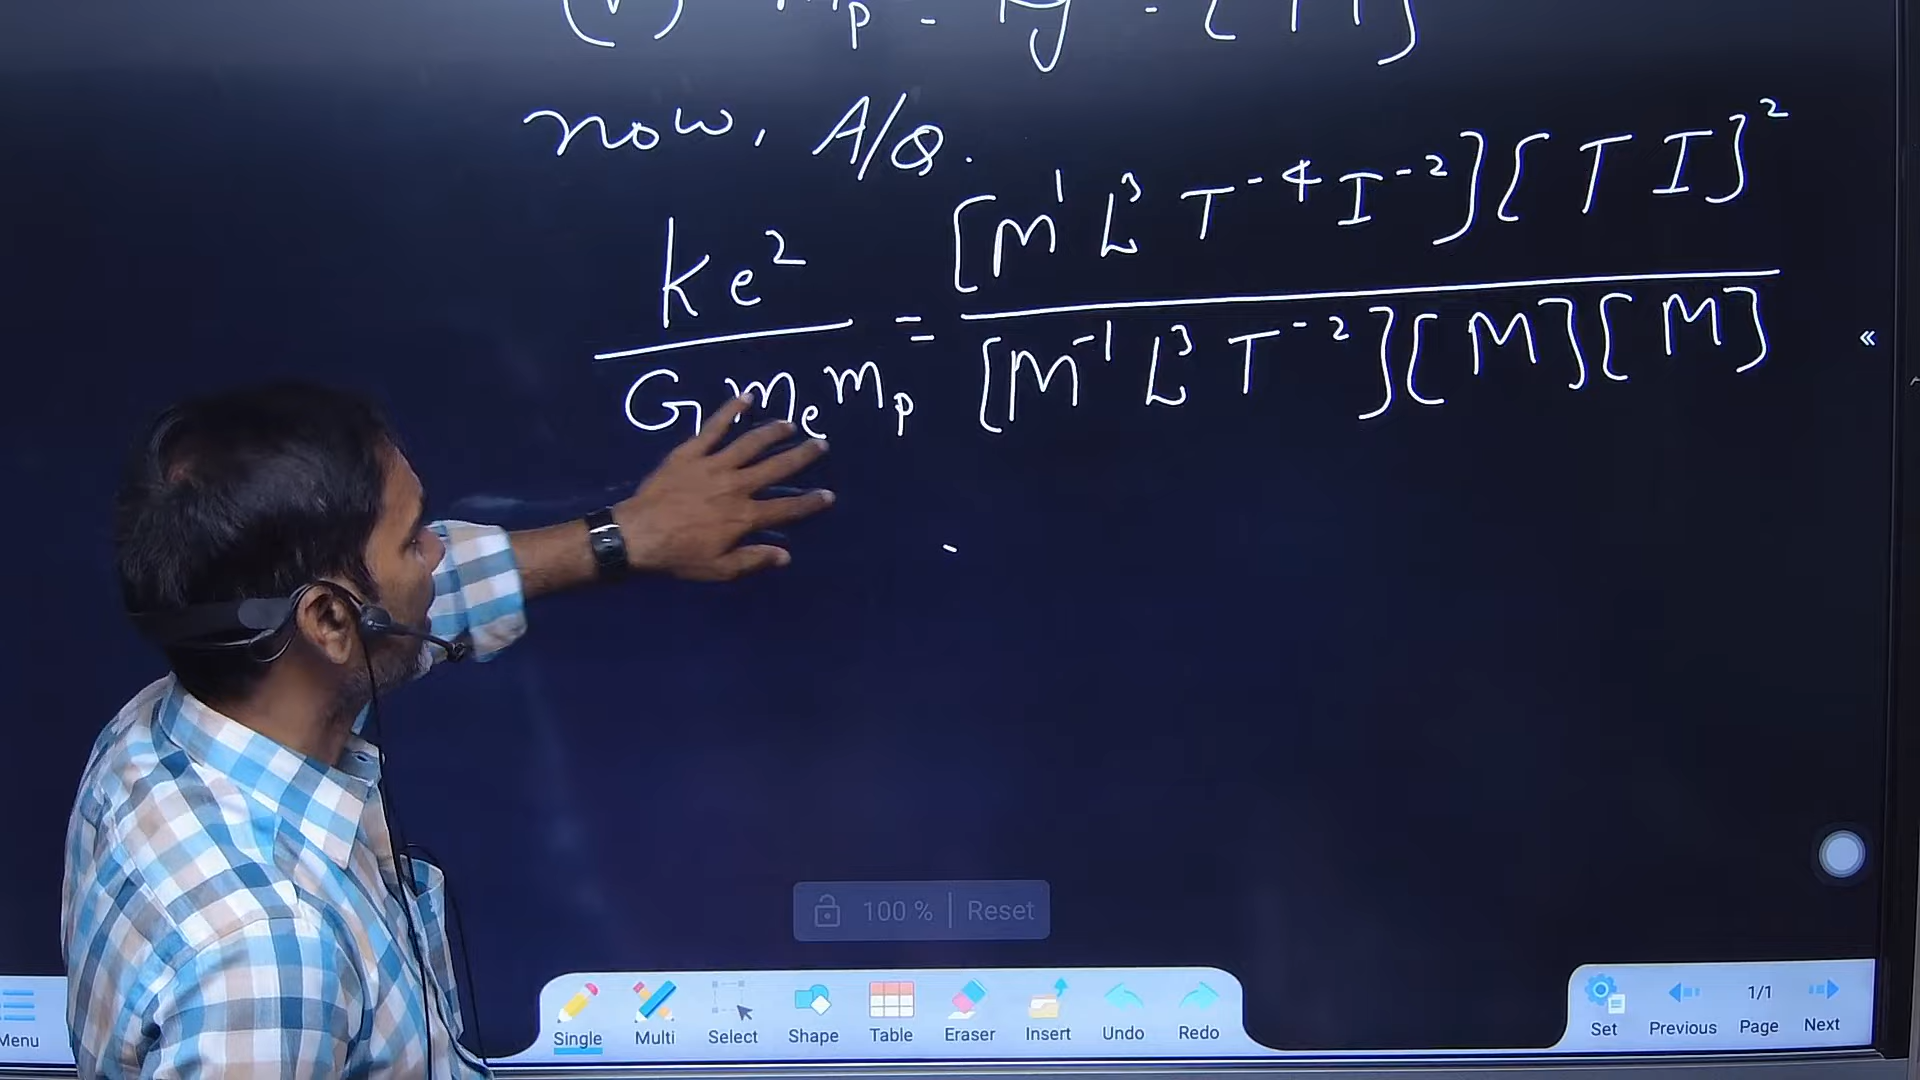 now, A/Q.
ke² / G mₑ mₚ = [M¹ L³ T⁻⁴ I⁻²][T I]² / [M⁻¹ L³ T⁻²][M][M]
«
100 % | Reset
Menu
Single Multi Select Shape Table Eraser Insert Undo Redo
Set Previous 1/1 Page Next